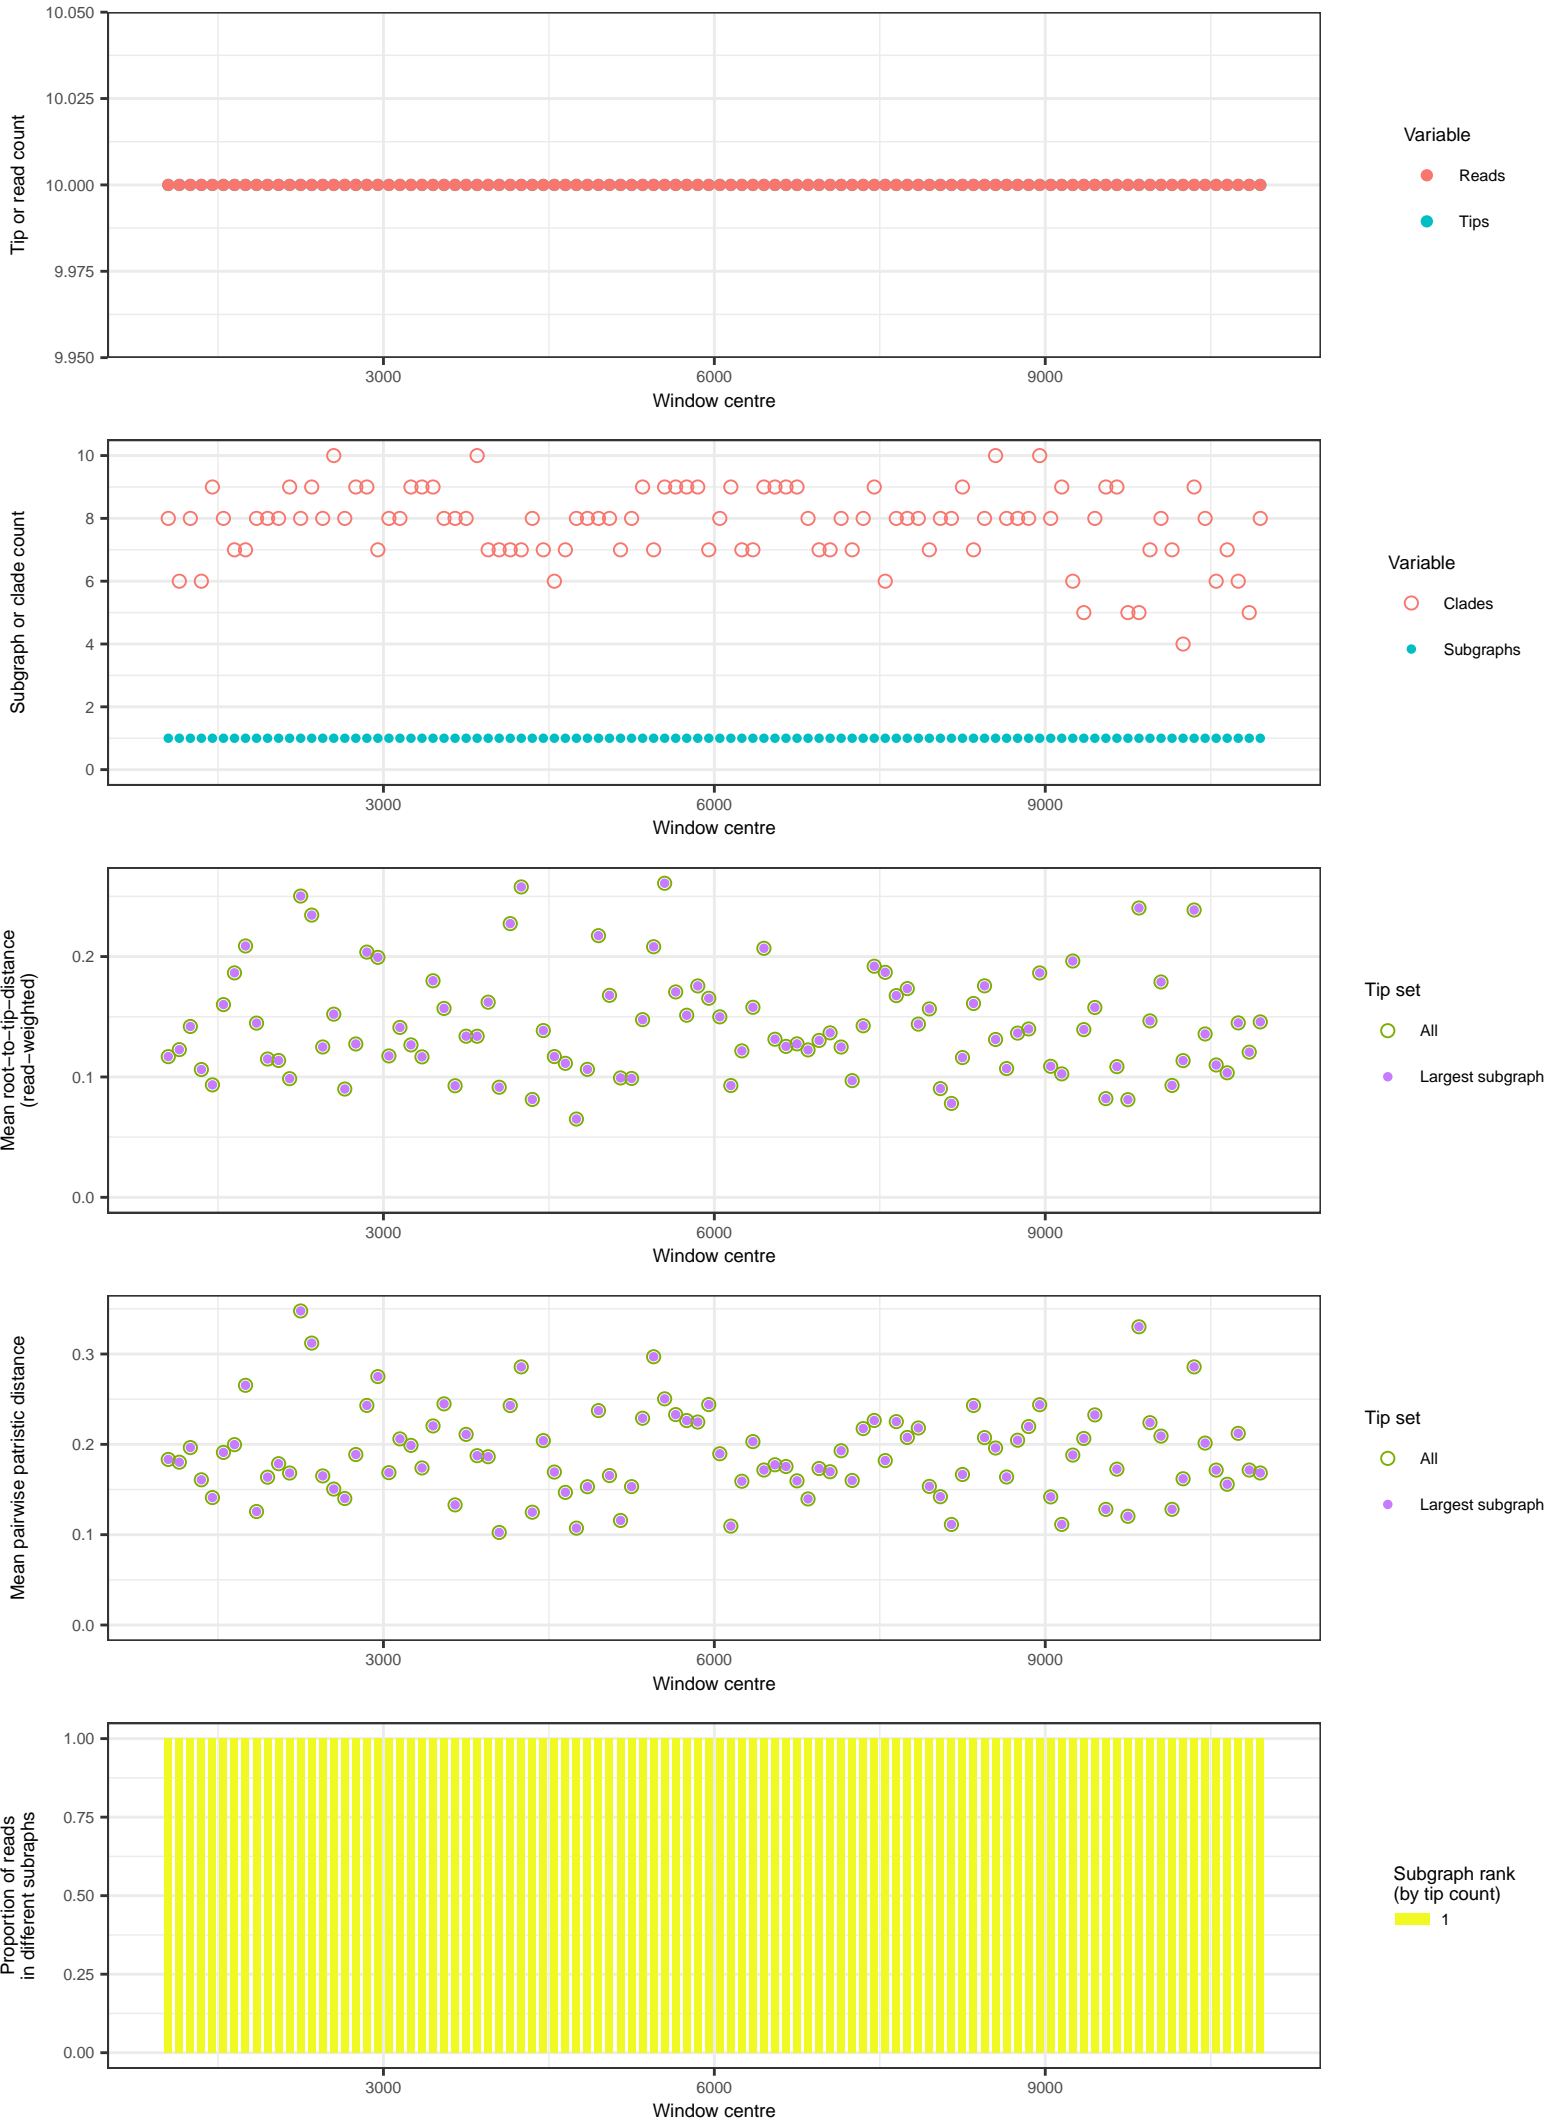 10.050
10.025
10.000
9.975
9.950
Tip or read count
3000 6000 9000
Window centre
Variable
Reads
Tips
10
8
6
4
2
0
Subgraph or clade count
3000 6000 9000
Window centre
Variable
Clades
Subgraphs
0.2
0.1
0.0
Mean root−to−tip−distance
(read−weighted)
3000 6000 9000
Window centre
Tip set
All
Largest subgraph
0.3
0.2
0.1
0.0
Mean pairwise patristic distance
3000 6000 9000
Window centre
Tip set
All
Largest subgraph
1.00
0.75
0.50
0.25
0.00
Proportion of reads
in different subraphs
3000 6000 9000
Window centre
Subgraph rank
(by tip count)
1